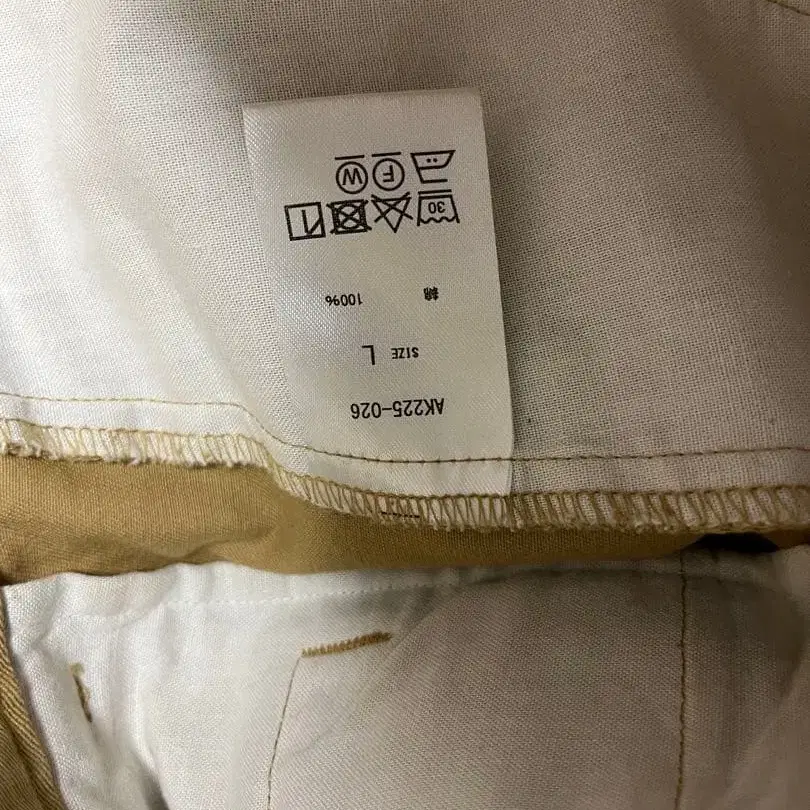 AK225-026
SIZE L
綿 100%
30
F W